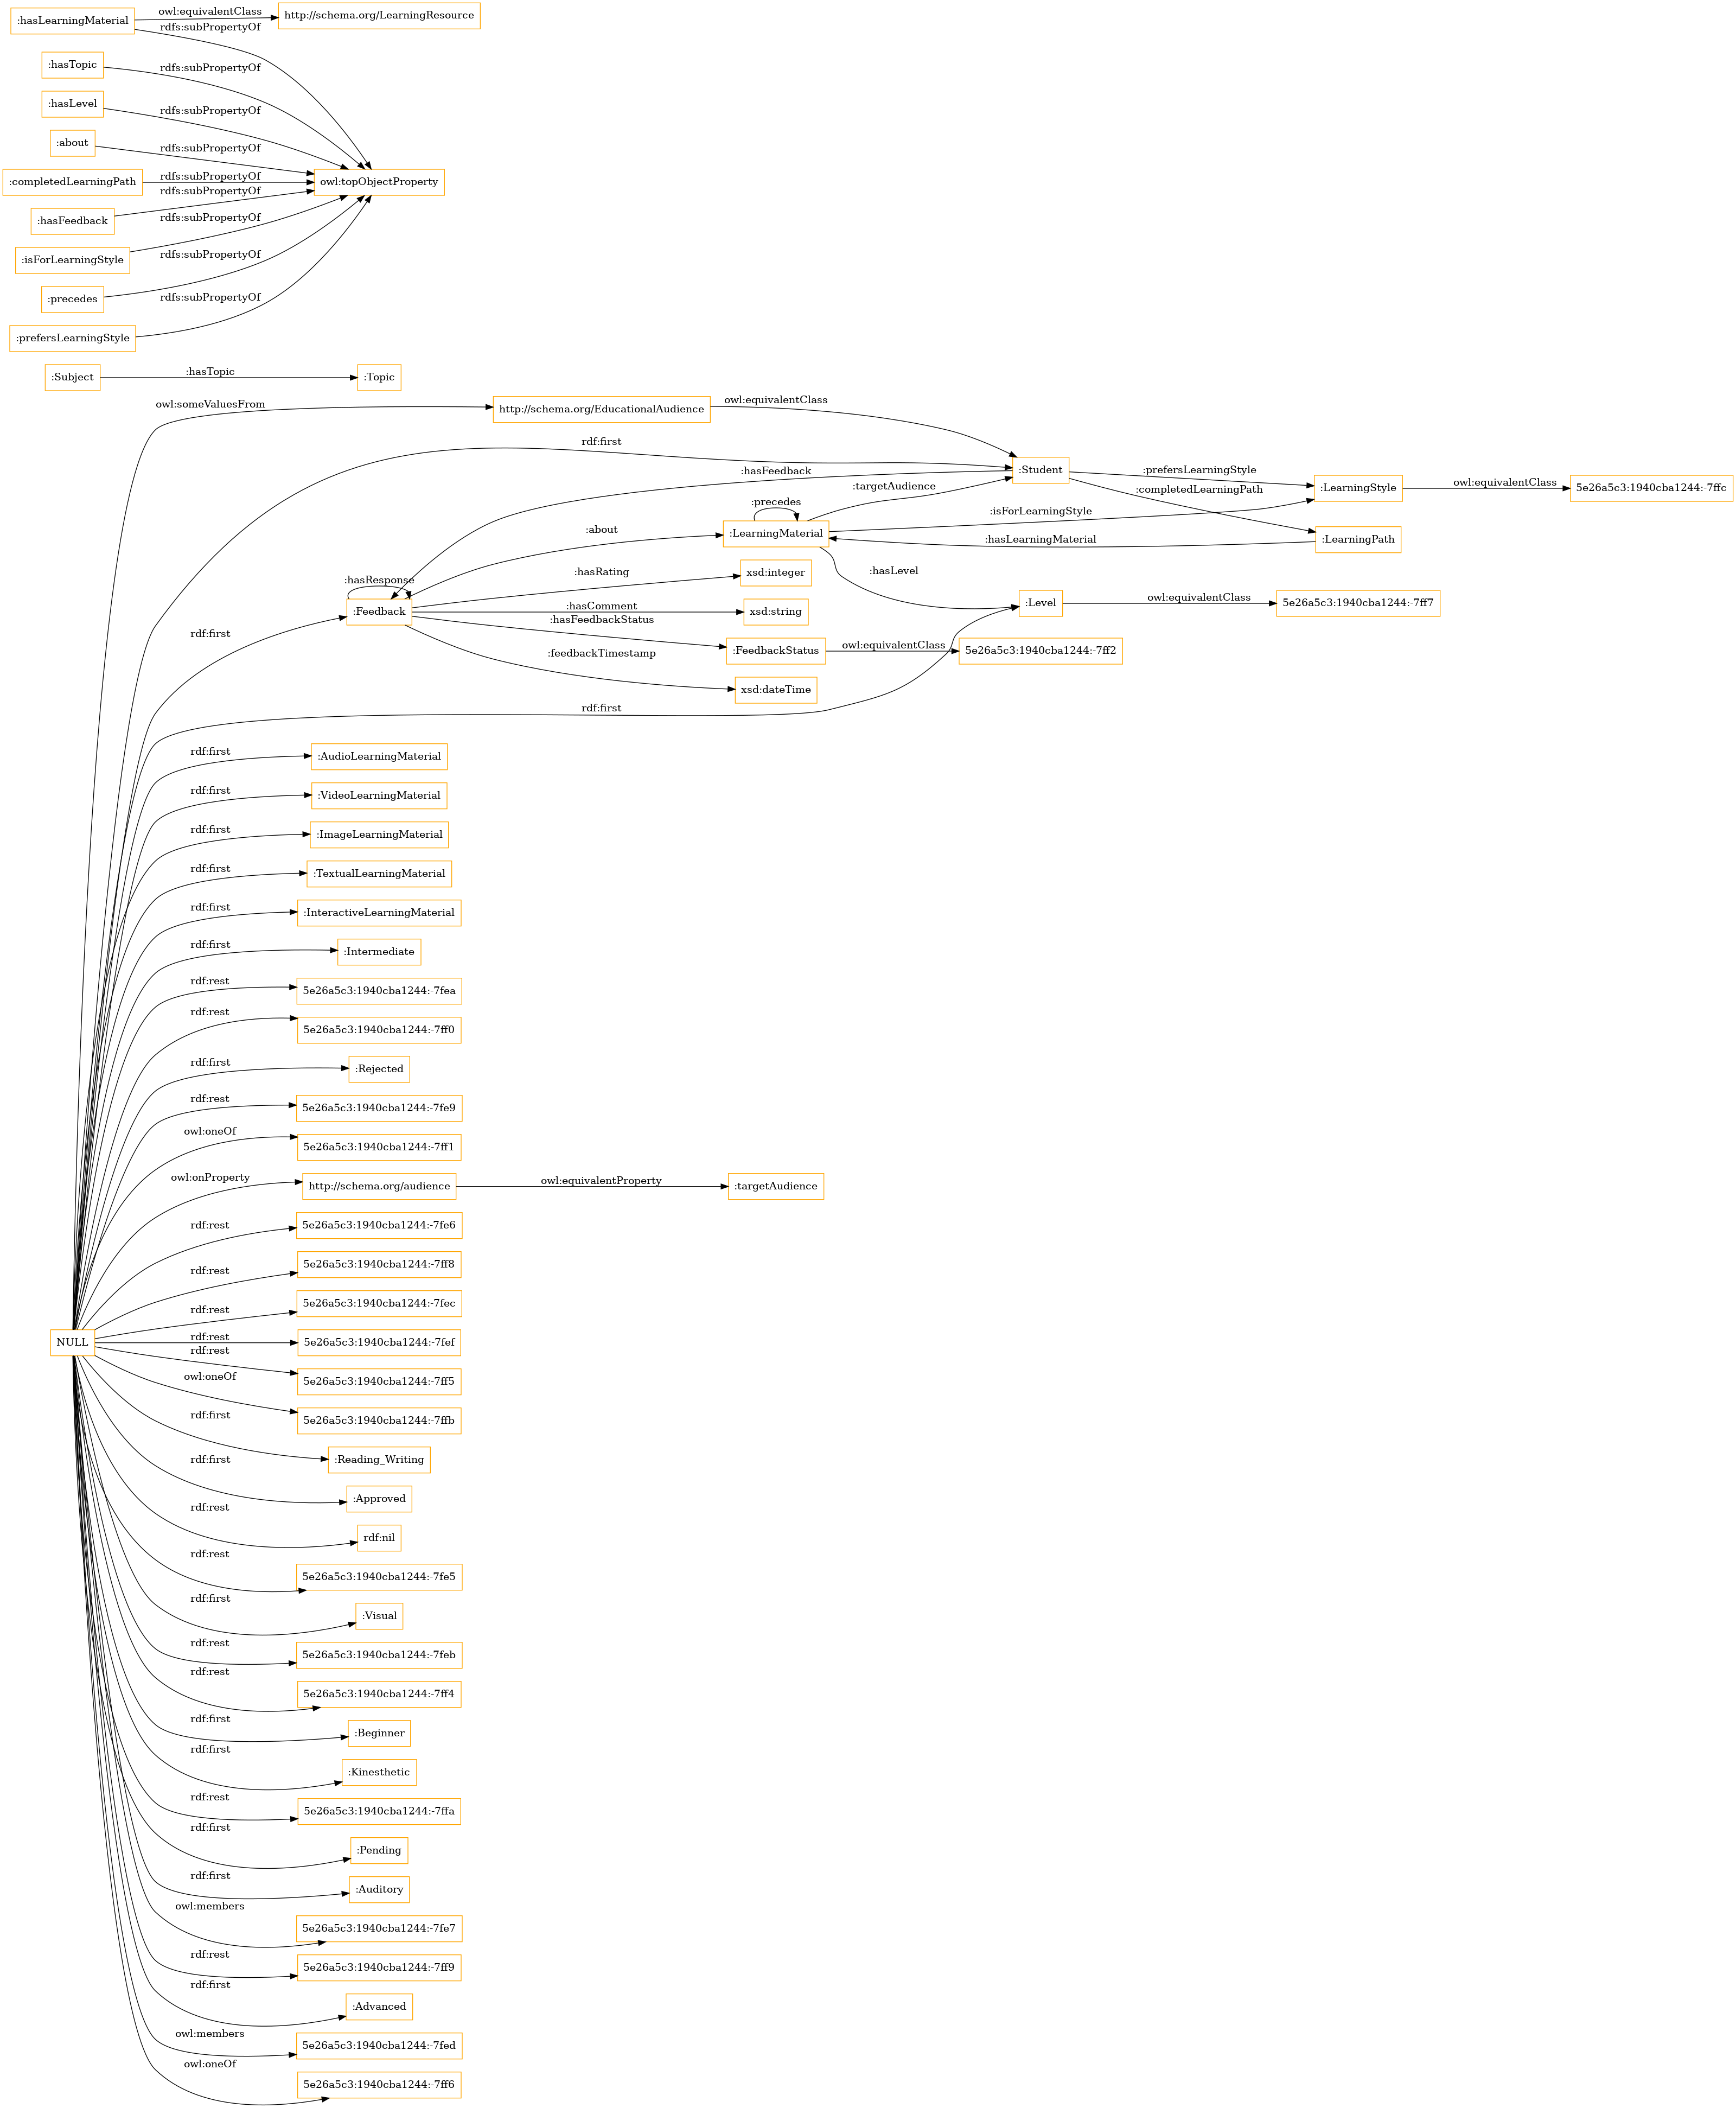 :hasLearningMaterial
owl:equivalentClass
http://schema.org/LearningResource
rdfs:subPropertyOf
:hasTopic
rdfs:subPropertyOf
:hasLevel
rdfs:subPropertyOf
:about
rdfs:subPropertyOf
:completedLearningPath
rdfs:subPropertyOf
owl:topObjectProperty
:hasFeedback
rdfs:subPropertyOf
:isForLearningStyle
rdfs:subPropertyOf
:precedes
rdfs:subPropertyOf
:prefersLearningStyle
rdfs:subPropertyOf
:Subject
:hasTopic
:Topic
owl:someValuesFrom
http://schema.org/EducationalAudience
owl:equivalentClass
rdf:first
:Student
:hasFeedback
:prefersLearningStyle
:LearningStyle
owl:equivalentClass
5e26a5c3:1940cba1244:-7ffc
:targetAudience
:completedLearningPath
:precedes
:isForLearningStyle
:about
:LearningMaterial
:hasLearningMaterial
:LearningPath
:hasResponse
:hasRating
xsd:integer
:hasLevel
:Feedback
:hasComment
xsd:string
:Level
owl:equivalentClass
5e26a5c3:1940cba1244:-7ff7
rdf:first
:hasFeedbackStatus
:FeedbackStatus
owl:equivalentClass
5e26a5c3:1940cba1244:-7ff2
:feedbackTimestamp
xsd:dateTime
rdf:first
rdf:first
:AudioLearningMaterial
rdf:first
:VideoLearningMaterial
rdf:first
:ImageLearningMaterial
rdf:first
:TextualLearningMaterial
rdf:first
:InteractiveLearningMaterial
rdf:first
:Intermediate
rdf:rest
5e26a5c3:1940cba1244:-7fea
rdf:rest
5e26a5c3:1940cba1244:-7ff0
rdf:first
:Rejected
rdf:rest
5e26a5c3:1940cba1244:-7fe9
owl:oneOf
5e26a5c3:1940cba1244:-7ff1
owl:onProperty
http://schema.org/audience
owl:equivalentProperty
:targetAudience
rdf:rest
5e26a5c3:1940cba1244:-7fe6
rdf:rest
5e26a5c3:1940cba1244:-7ff8
rdf:rest
5e26a5c3:1940cba1244:-7fec
NULL
rdf:rest
5e26a5c3:1940cba1244:-7fef
rdf:rest
5e26a5c3:1940cba1244:-7ff5
owl:oneOf
5e26a5c3:1940cba1244:-7ffb
rdf:first
:Reading_Writing
rdf:first
:Approved
rdf:rest
rdf:nil
rdf:rest
5e26a5c3:1940cba1244:-7fe5
rdf:first
:Visual
rdf:rest
5e26a5c3:1940cba1244:-7feb
rdf:rest
5e26a5c3:1940cba1244:-7ff4
rdf:first
:Beginner
rdf:first
:Kinesthetic
rdf:rest
5e26a5c3:1940cba1244:-7ffa
rdf:first
:Pending
rdf:first
:Auditory
owl:members
5e26a5c3:1940cba1244:-7fe7
rdf:rest
5e26a5c3:1940cba1244:-7ff9
rdf:first
:Advanced
owl:members
5e26a5c3:1940cba1244:-7fed
owl:oneOf
5e26a5c3:1940cba1244:-7ff6